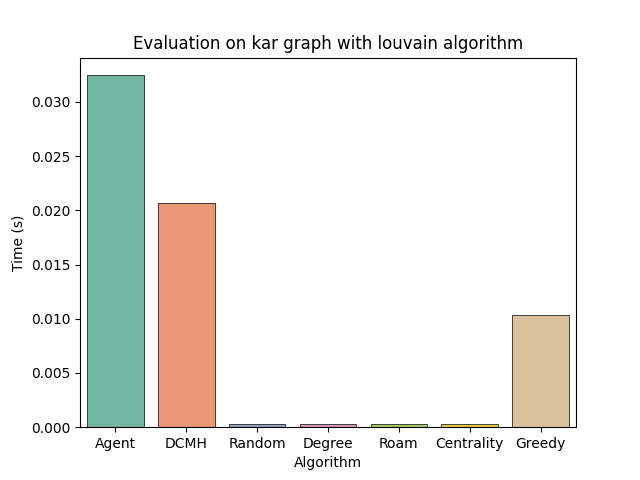 Evaluation on kar graph with louvain algorithm
0.030
0.025
0.020
0.015
0.010
0.005
0.000
Time (s)
Agent DCMH Random Degree Roam Centrality Greedy
Algorithm